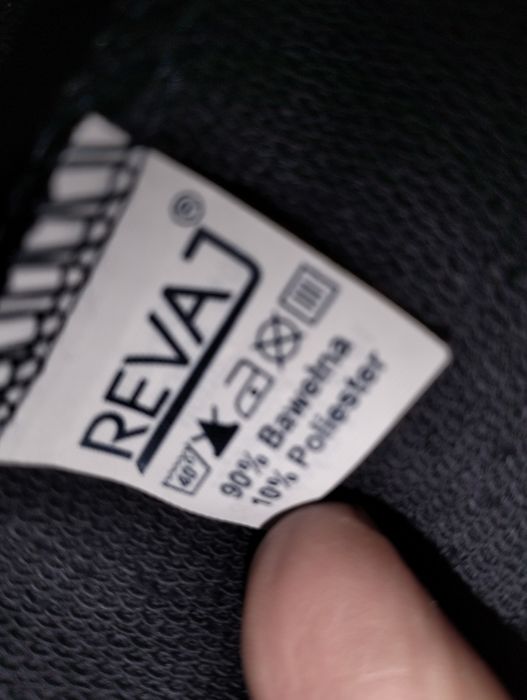 REVAJ®
40°
90% Bawełna
10% Poliester